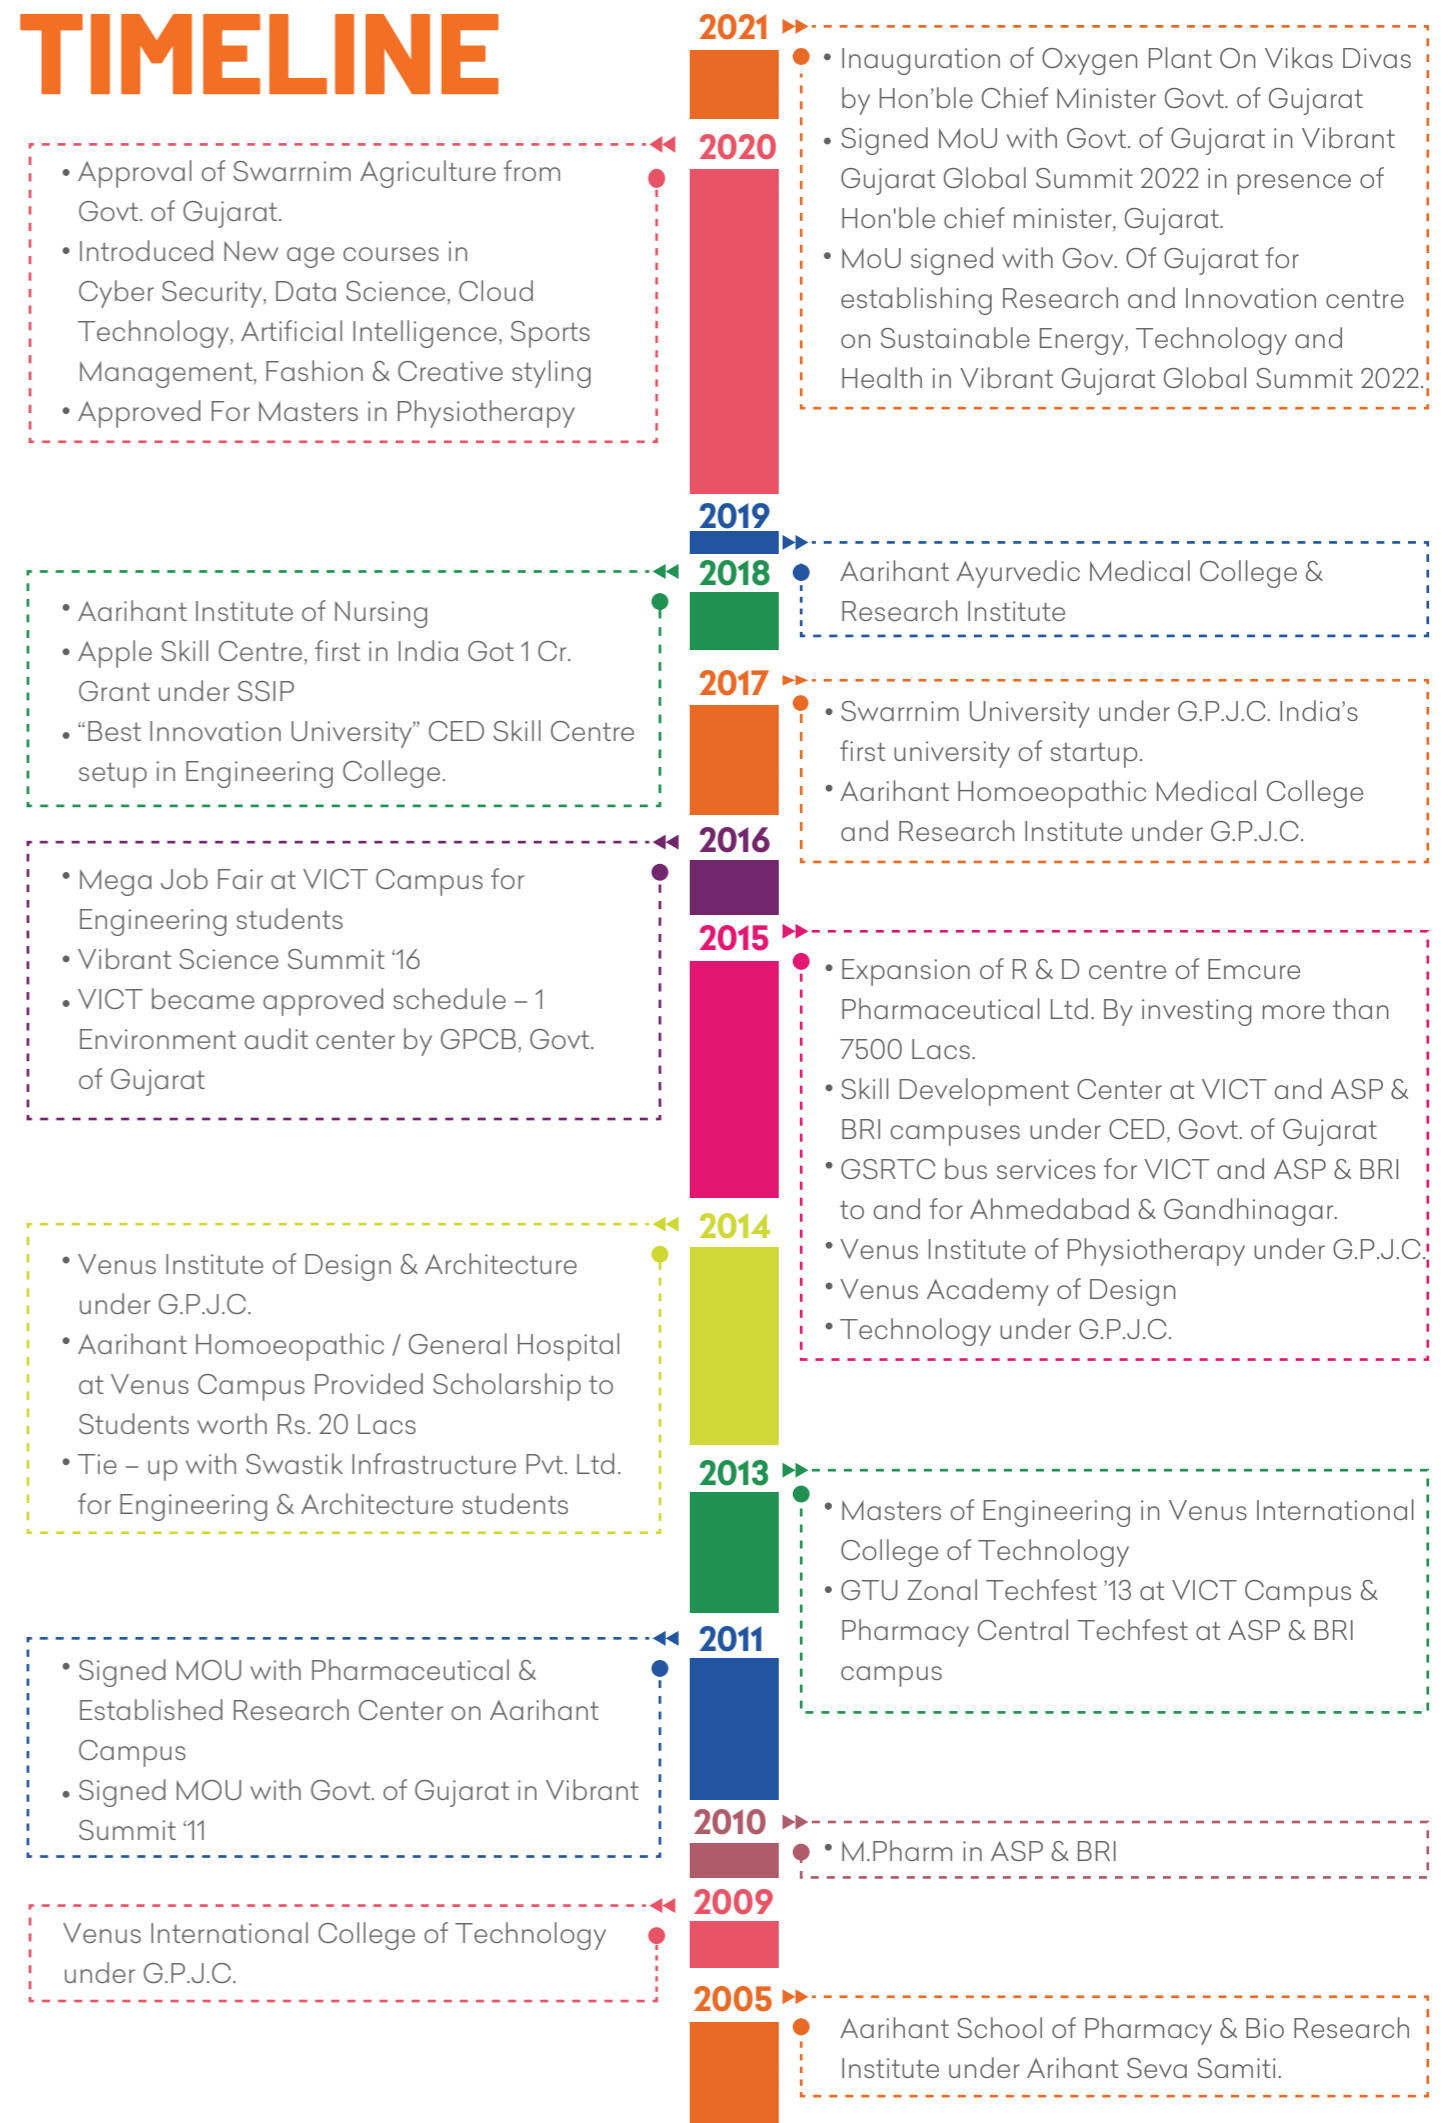 TIMELINE
2021
• Inauguration of Oxygen Plant On Vikas Divas
by Hon’ble Chief Minister Govt. of Gujarat
• Signed MoU with Govt. of Gujarat in Vibrant
Gujarat Global Summit 2022 in presence of
Hon'ble chief minister, Gujarat.
• MoU signed with Gov. Of Gujarat for
establishing Research and Innovation centre
on Sustainable Energy, Technology and
Health in Vibrant Gujarat Global Summit 2022.
2020
• Approval of Swarrnim Agriculture from
Govt. of Gujarat.
• Introduced New age courses in
Cyber Security, Data Science, Cloud
Technology, Artificial Intelligence, Sports
Management, Fashion & Creative styling
• Approved For Masters in Physiotherapy
2019
Aarihant Ayurvedic Medical College &
Research Institute
2018
• Aarihant Institute of Nursing
• Apple Skill Centre, first in India Got 1 Cr.
Grant under SSIP
• “Best Innovation University” CED Skill Centre
setup in Engineering College.
2017
• Swarrnim University under G.P.J.C. India’s
first university of startup.
• Aarihant Homoeopathic Medical College
and Research Institute under G.P.J.C.
2016
• Mega Job Fair at VICT Campus for
Engineering students
• Vibrant Science Summit ‘16
• VICT became approved schedule – 1
Environment audit center by GPCB, Govt.
of Gujarat
2015
• Expansion of R & D centre of Emcure
Pharmaceutical Ltd. By investing more than
7500 Lacs.
• Skill Development Center at VICT and ASP &
BRI campuses under CED, Govt. of Gujarat
• GSRTC bus services for VICT and ASP & BRI
to and for Ahmedabad & Gandhinagar.
• Venus Institute of Physiotherapy under G.P.J.C.
• Venus Academy of Design
• Technology under G.P.J.C.
2014
• Venus Institute of Design & Architecture
under G.P.J.C.
• Aarihant Homoeopathic / General Hospital
at Venus Campus Provided Scholarship to
Students worth Rs. 20 Lacs
• Tie – up with Swastik Infrastructure Pvt. Ltd.
for Engineering & Architecture students
2013
• Masters of Engineering in Venus International
College of Technology
• GTU Zonal Techfest ’13 at VICT Campus &
Pharmacy Central Techfest at ASP & BRI
campus
2011
• Signed MOU with Pharmaceutical &
Established Research Center on Aarihant
Campus
• Signed MOU with Govt. of Gujarat in Vibrant
Summit ‘11
2010
• M.Pharm in ASP & BRI
2009
Venus International College of Technology
under G.P.J.C.
2005
Aarihant School of Pharmacy & Bio Research
Institute under Arihant Seva Samiti.